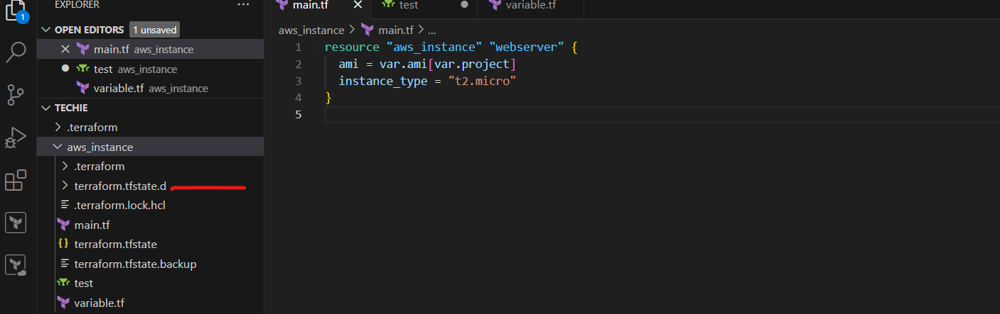 EXPLORER
...
main.tf
test
variable.tf
1
OPEN EDITORS 1 unsaved
main.tf aws_instance
test aws_instance
variable.tf aws_instance
TECHIE
.terraform
aws_instance
.terraform
terraform.tfstate.d
.terraform.lock.hcl
main.tf
terraform.tfstate
terraform.tfstate.backup
test
variable.tf
aws_instance > main.tf > ...
1 resource "aws_instance" "webserver" {
2 ami = var.ami[var.project]
3 instance_type = "t2.micro"
4 }
5